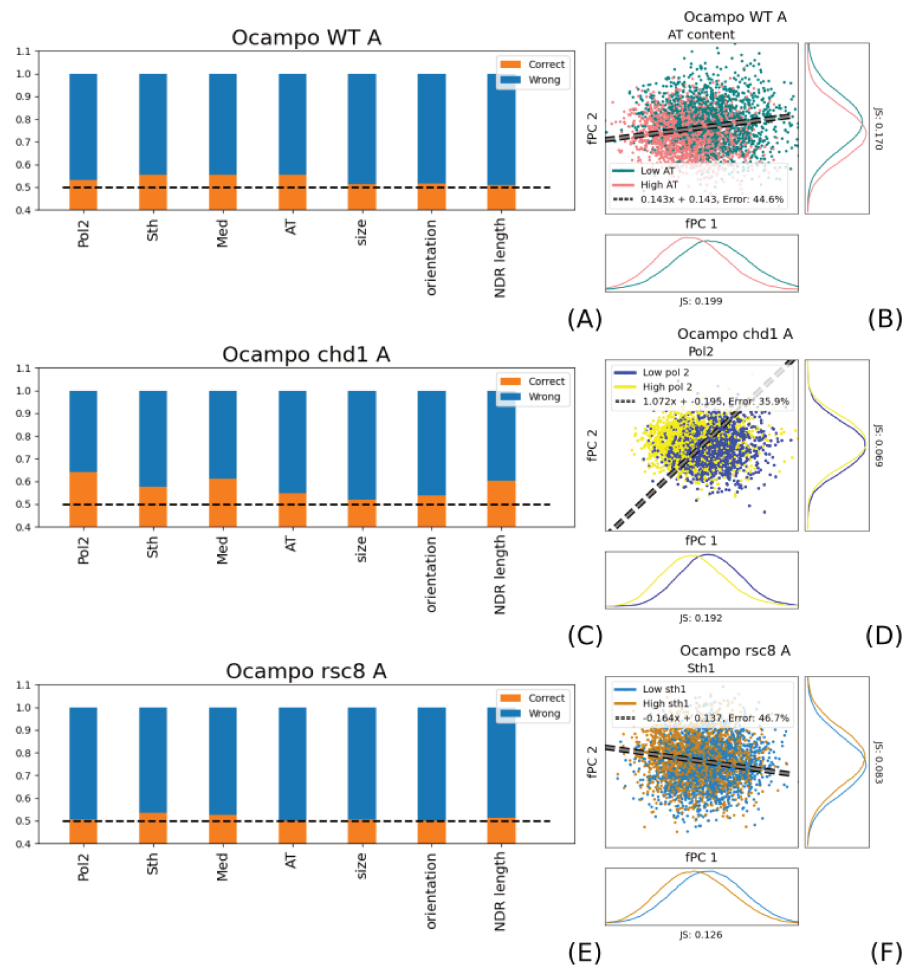 Ocampo WT A
1.1
1.0
0.9
0.8
0.7
0.6
0.5
0.4
Correct
Wrong
Pol2
Sth
Med
AT
size
orientation
NDR length
(A)
Ocampo WT A
AT content
fPC 2
Low AT
High AT
0.143x + 0.143, Error: 44.6%
JS: 0.170
fPC 1
JS: 0.199
(B)
Ocampo chd1 A
1.1
1.0
0.9
0.8
0.7
0.6
0.5
0.4
Correct
Wrong
Pol2
Sth
Med
AT
size
orientation
NDR length
(C)
Ocampo chd1 A
Pol2
fPC 2
Low pol 2
High pol 2
1.072x + -0.195, Error: 35.9%
JS: 0.069
fPC 1
JS: 0.192
(D)
Ocampo rsc8 A
1.1
1.0
0.9
0.8
0.7
0.6
0.5
0.4
Correct
Wrong
Pol2
Sth
Med
AT
size
orientation
NDR length
(E)
Ocampo rsc8 A
Sth1
fPC 2
Low sth1
High sth1
-0.164x + 0.137, Error: 46.7%
JS: 0.083
fPC 1
JS: 0.126
(F)